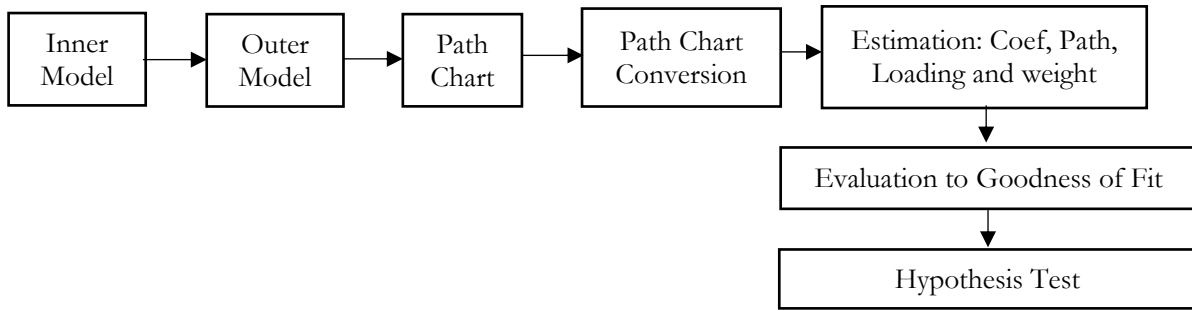 Inner
Model
Outer
Model
Path
Chart
Path Chart
Conversion
Estimation: Coef, Path,
Loading and weight
Evaluation to Goodness of Fit
Hypothesis Test